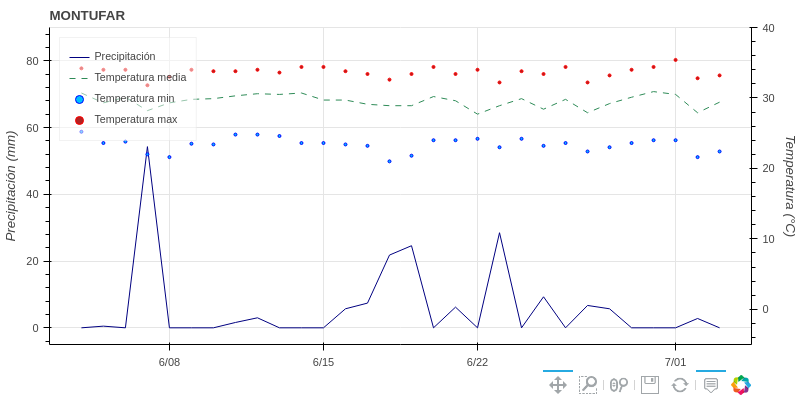 MONTUFAR
Precipitación
Temperatura media
Temperatura min
Temperatura max
Precipitación (mm)
80
60
40
20
0
Temperatura (°C)
40
30
20
10
0
6/08
6/15
6/22
7/01